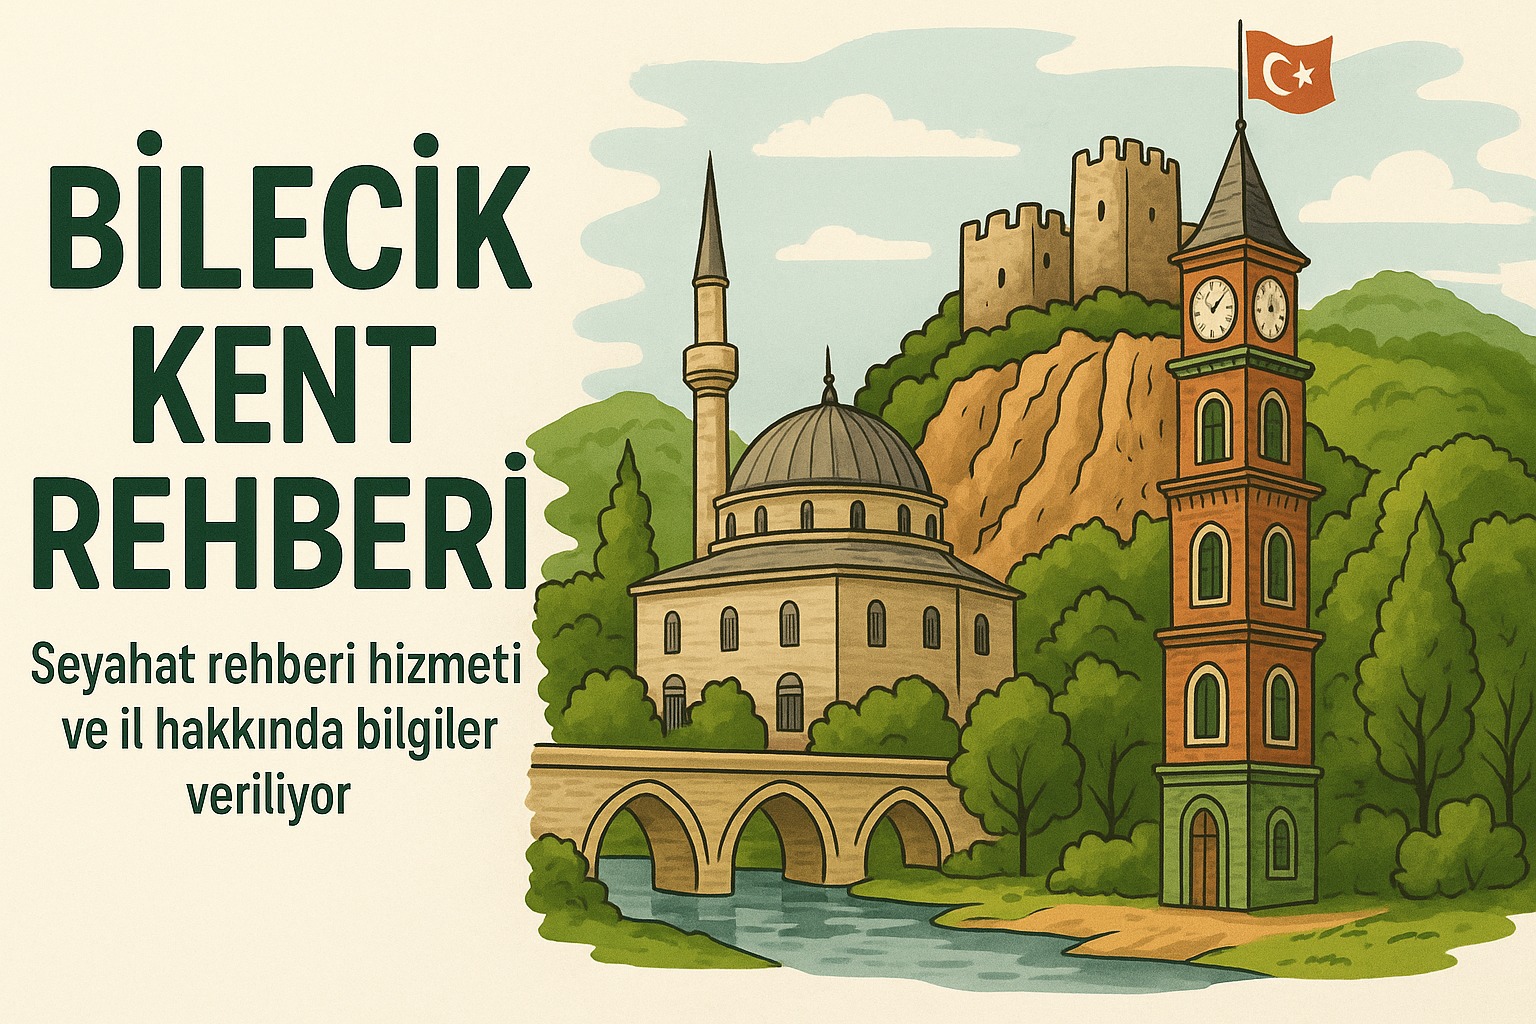 BİLECİK
KENT
REHBERİ
Seyahat rehberi hizmeti
ve il hakkında bilgiler
veriliyor